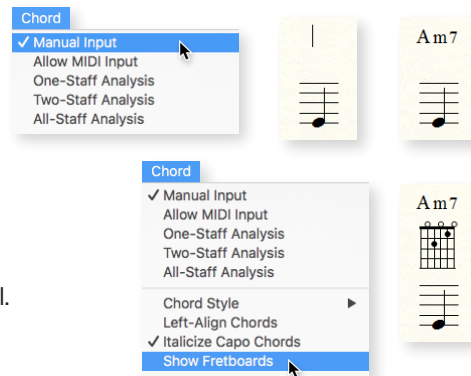 Chord
✓ Manual Input
Allow MIDI Input
One-Staff Analysis
Two-Staff Analysis
All-Staff Analysis
Am7
Chord
✓ Manual Input
Allow MIDI Input
One-Staff Analysis
Two-Staff Analysis
All-Staff Analysis
Chord Style ▶
Left-Align Chords
✓ Italicize Capo Chords
Show Fretboards
Am7
l.